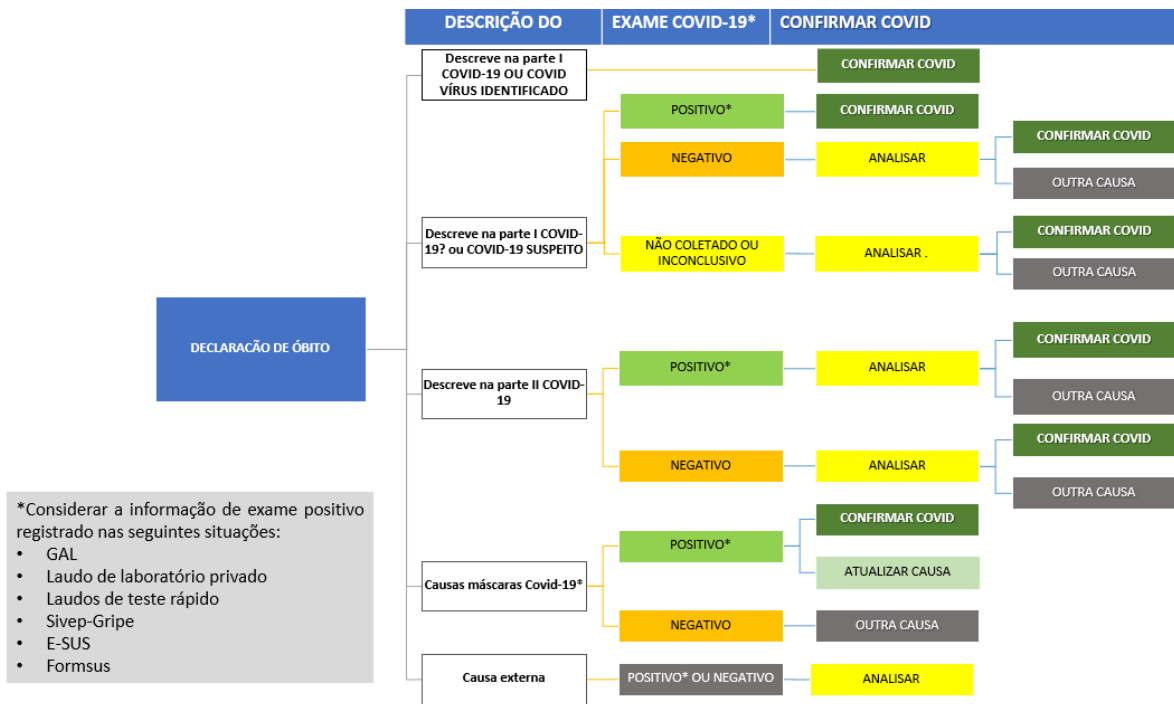 DESCRIÇÃO DO
EXAME COVID-19*
CONFIRMAR COVID
Descreve na parte I
COVID-19 OU COVID
VÍRUS IDENTIFICADO
CONFIRMAR COVID
POSITIVO*
CONFIRMAR COVID
NEGATIVO
ANALISAR
CONFIRMAR COVID
OUTRA CAUSA
Descreve na parte I COVID-
19? ou COVID-19 SUSPEITO
NÃO COLETADO OU
INCONCLUSIVO
ANALISAR .
CONFIRMAR COVID
OUTRA CAUSA
DECLARACÃO DE ÓBITO
Descreve na parte II COVID-
19
POSITIVO*
ANALISAR
CONFIRMAR COVID
OUTRA CAUSA
NEGATIVO
ANALISAR
CONFIRMAR COVID
OUTRA CAUSA
Causas máscaras Covid-19*
POSITIVO*
CONFIRMAR COVID
ATUALIZAR CAUSA
NEGATIVO
OUTRA CAUSA
Causa externa
POSITIVO* OU NEGATIVO
ANALISAR
*Considerar a informação de exame positivo
registrado nas seguintes situações:
• GAL
• Laudo de laboratório privado
• Laudos de teste rápido
• Sivep-Gripe
• E-SUS
• Formsus